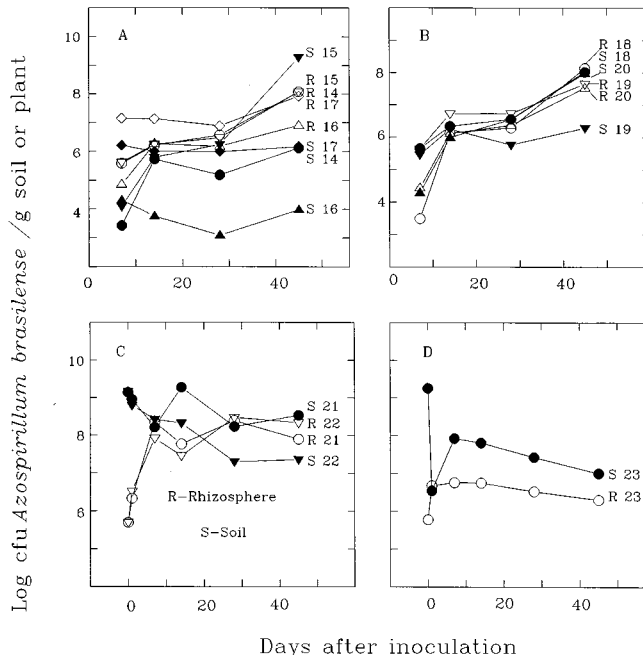 Log cfu Azospirillum brasilense /g soil or plant
A
10
8
6
4
S 15
R 15
R 14
R 17
R 16
S 17
S 14
S 16
0
20
40
B
8
6
4
R 18
S 18
S 20
R 19
R 20
S 19
0
20
40
C
10
8
6
S 21
R 22
R 21
S 22
R-Rhizosphere
S-Soil
0
20
40
D
S 23
R 23
0
20
40
Days after inoculation